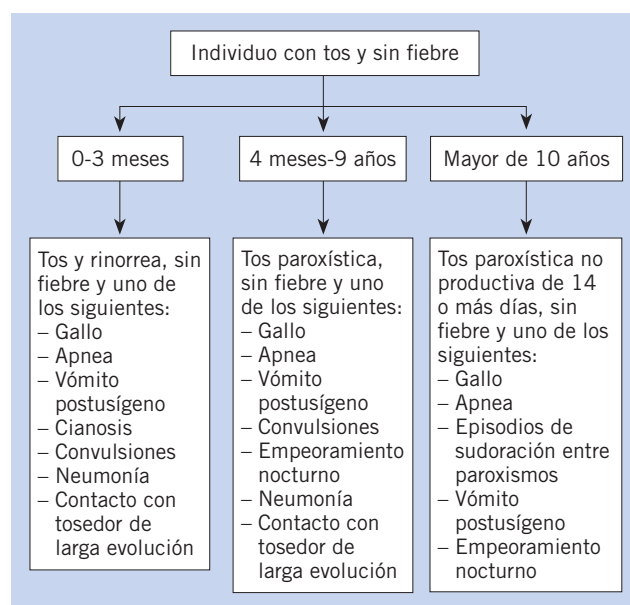 Individuo con tos y sin fiebre
0-3 meses
4 meses-9 años
Mayor de 10 años
Tos y rinorrea, sin
fiebre y uno de
los siguientes:
– Gallo
– Apnea
– Vómito
postusígeno
– Cianosis
– Convulsiones
– Neumonía
– Contacto con
tosedor de
larga evolución
Tos paroxística,
sin fiebre y uno
de los siguientes:
– Gallo
– Apnea
– Vómito
postusígeno
– Convulsiones
– Empeoramiento
nocturno
– Neumonía
– Contacto con
tosedor de
larga evolución
Tos paroxística no
productiva de 14
o más días, sin
fiebre y uno de los
siguientes:
– Gallo
– Apnea
– Episodios de
sudoración entre
paroxismos
– Vómito
postusígeno
– Empeoramiento
nocturno